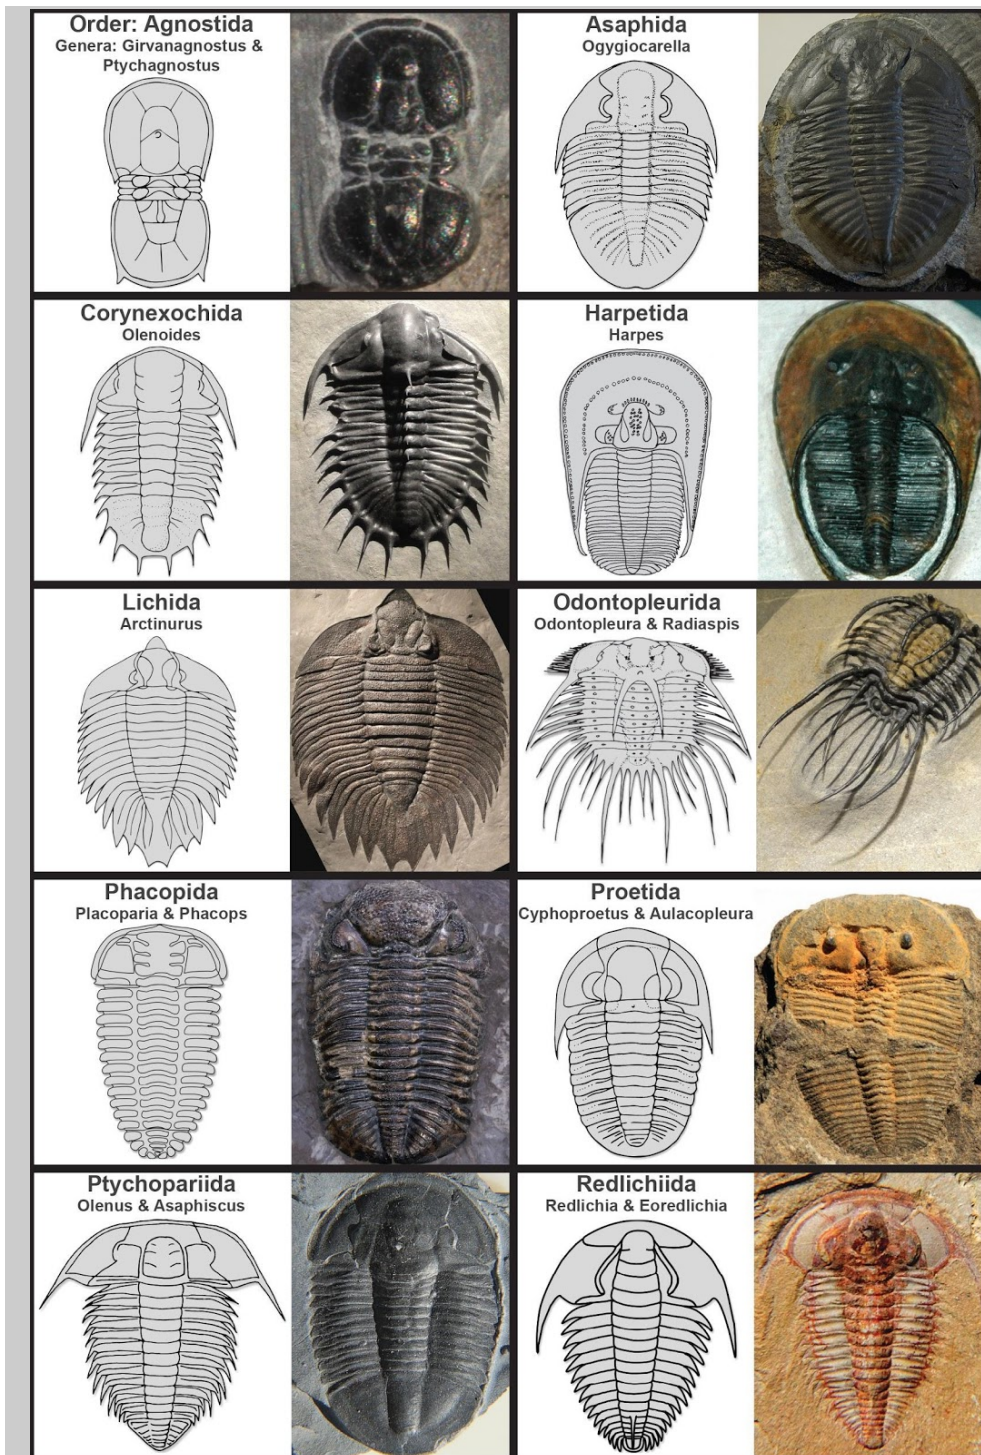 Order: Agnostida
Genera: Girvanagnostus &
Ptychagnostus
Asaphida
Ogygiocarella
Corynexochida
Olenoides
Harpetida
Harpes
Lichida
Arctinurus
Odontopleurida
Odontopleura & Radiaspis
Phacopida
Placoparia & Phacops
Proetida
Cyphoproetus & Aulacopleura
Ptychopariida
Olenus & Asaphiscus
Redlichiida
Redlichia & Eoredlichia